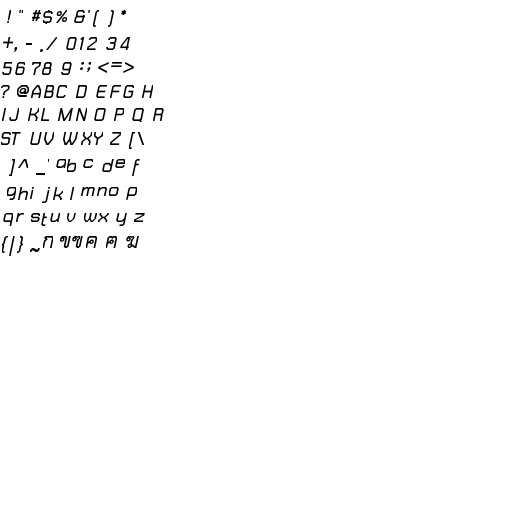 ! " #$% &'( ) *
+, - ./ 012 34
56 78 9 :; <=>
? @ABC D EFG H
IJ KL MN O P Q R
ST UV WXY Z [\
]^ _` ab c de f
ghi jk l mno p
qr stu v wx y z
{|} ~ก ขฃค ฅ ฆ